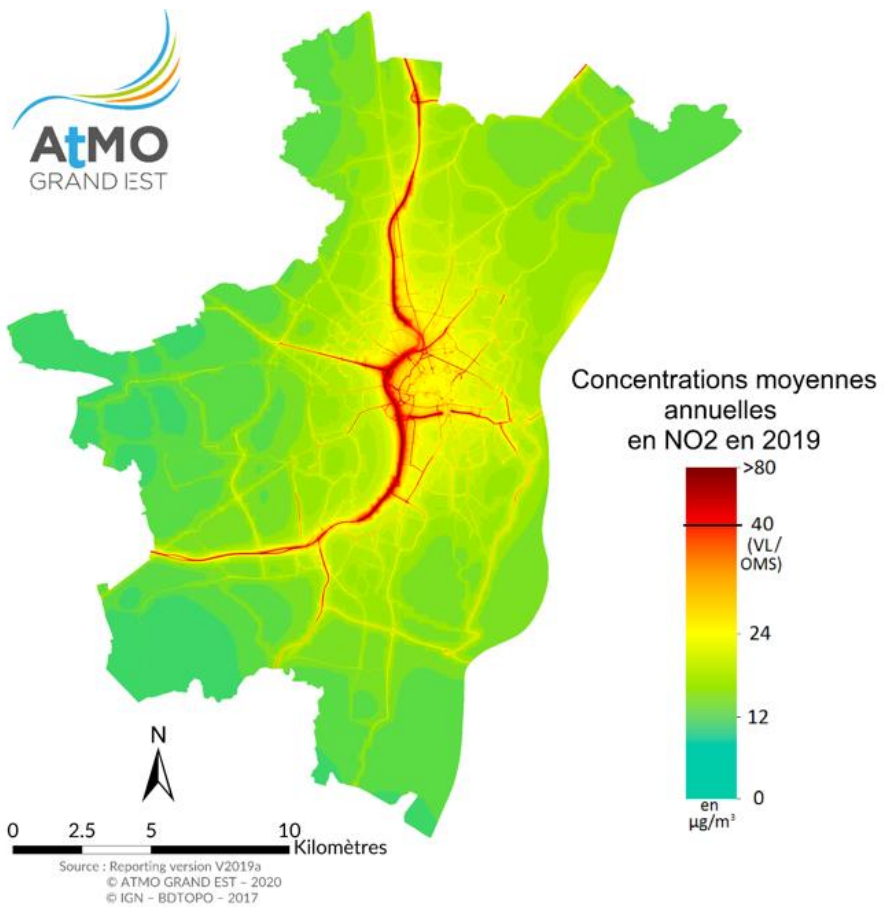 AtMO
GRAND EST
Concentrations moyennes
annuelles
en NO2 en 2019
>80
40
(VL/
OMS)
24
12
0
en
µg/m³
N
0 2.5 5 10
Kilomètres
Source : Reporting version V2019a
© ATMO GRAND EST – 2020
© IGN – BDTOPO – 2017